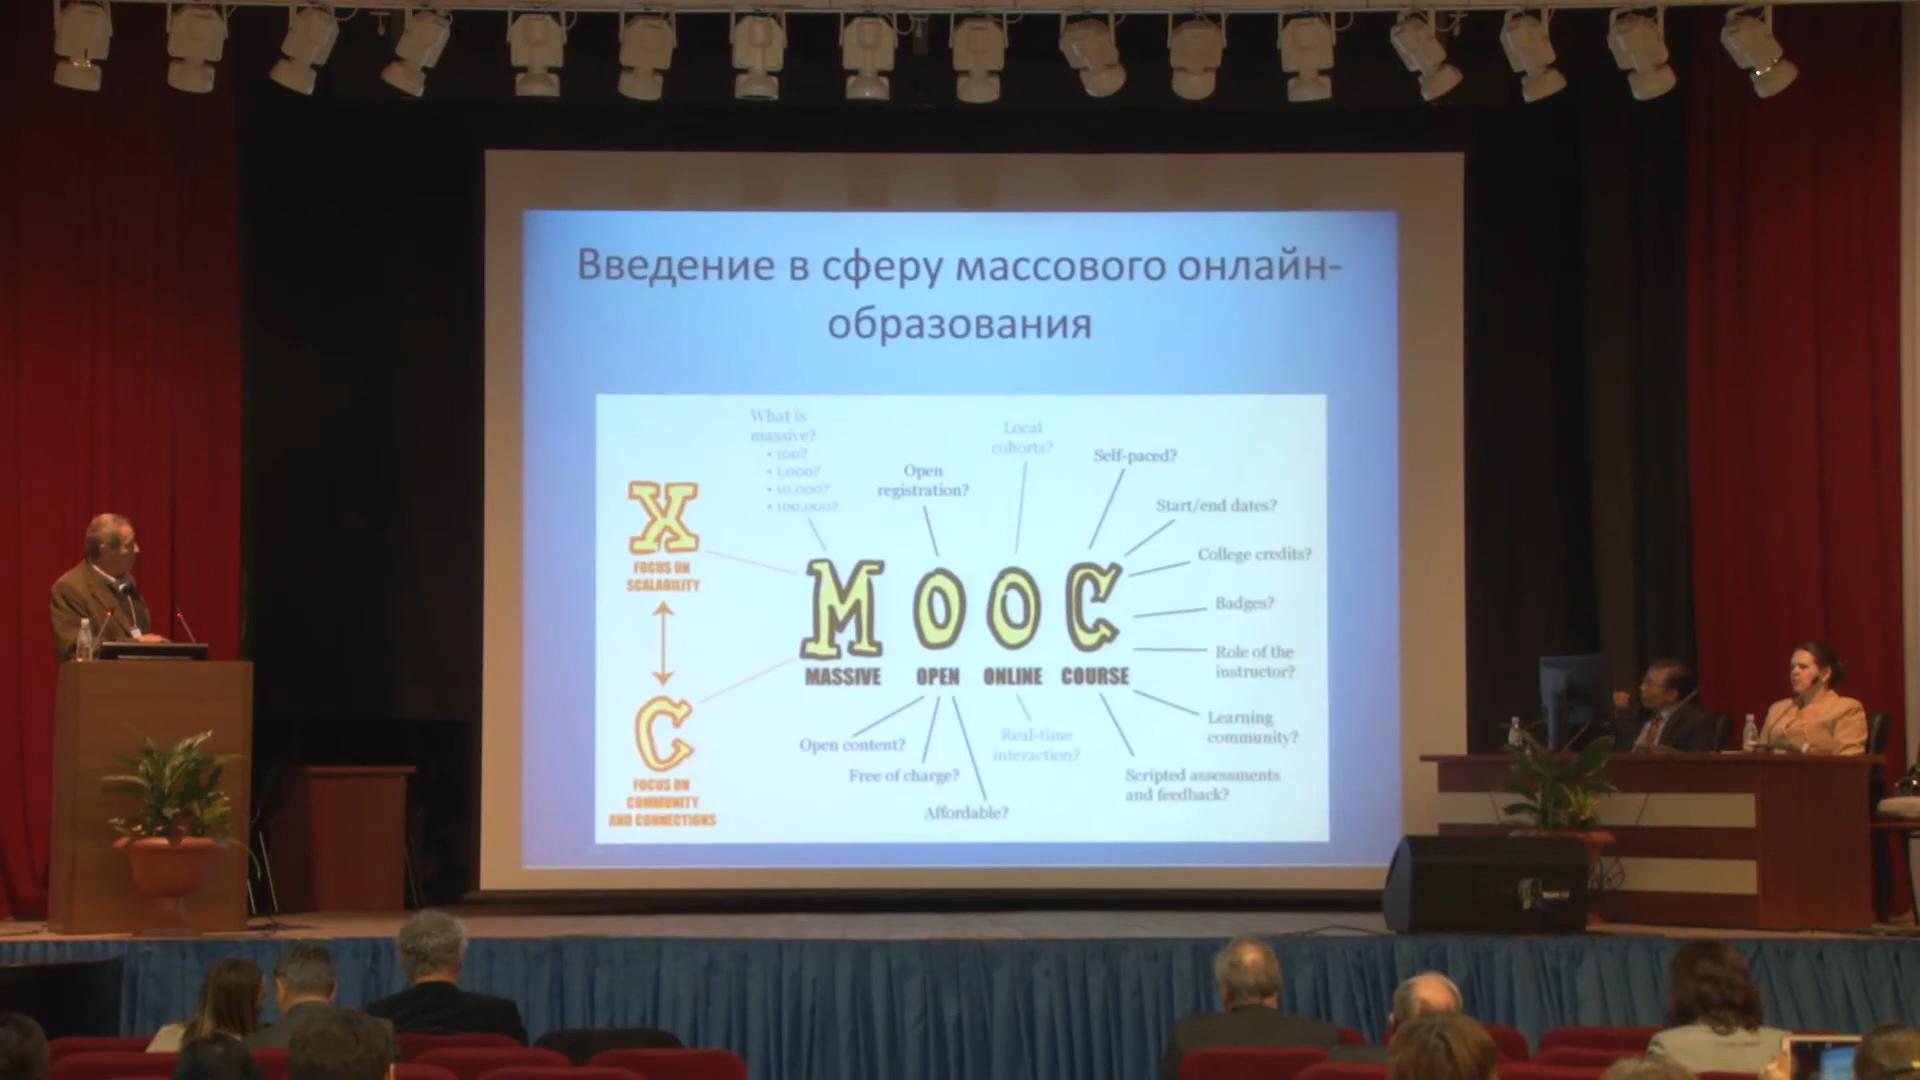 Введение в сферу массового онлайн-
образования
What is
massive?
• 100?
• 1,000?
• 10,000?
• 100,000?
Open
registration?
Local
cohorts?
Self-paced?
Start/end dates?
College credits?
Badges?
Role of the
instructor?
Learning
community?
Scripted assessments
and feedback?
X
FOCUS ON
SCALABILITY
MOOC
MASSIVE OPEN ONLINE COURSE
C
FOCUS ON
COMMUNITY
AND CONNECTIONS
Open content?
Free of charge?
Affordable?
Real-time
interaction?